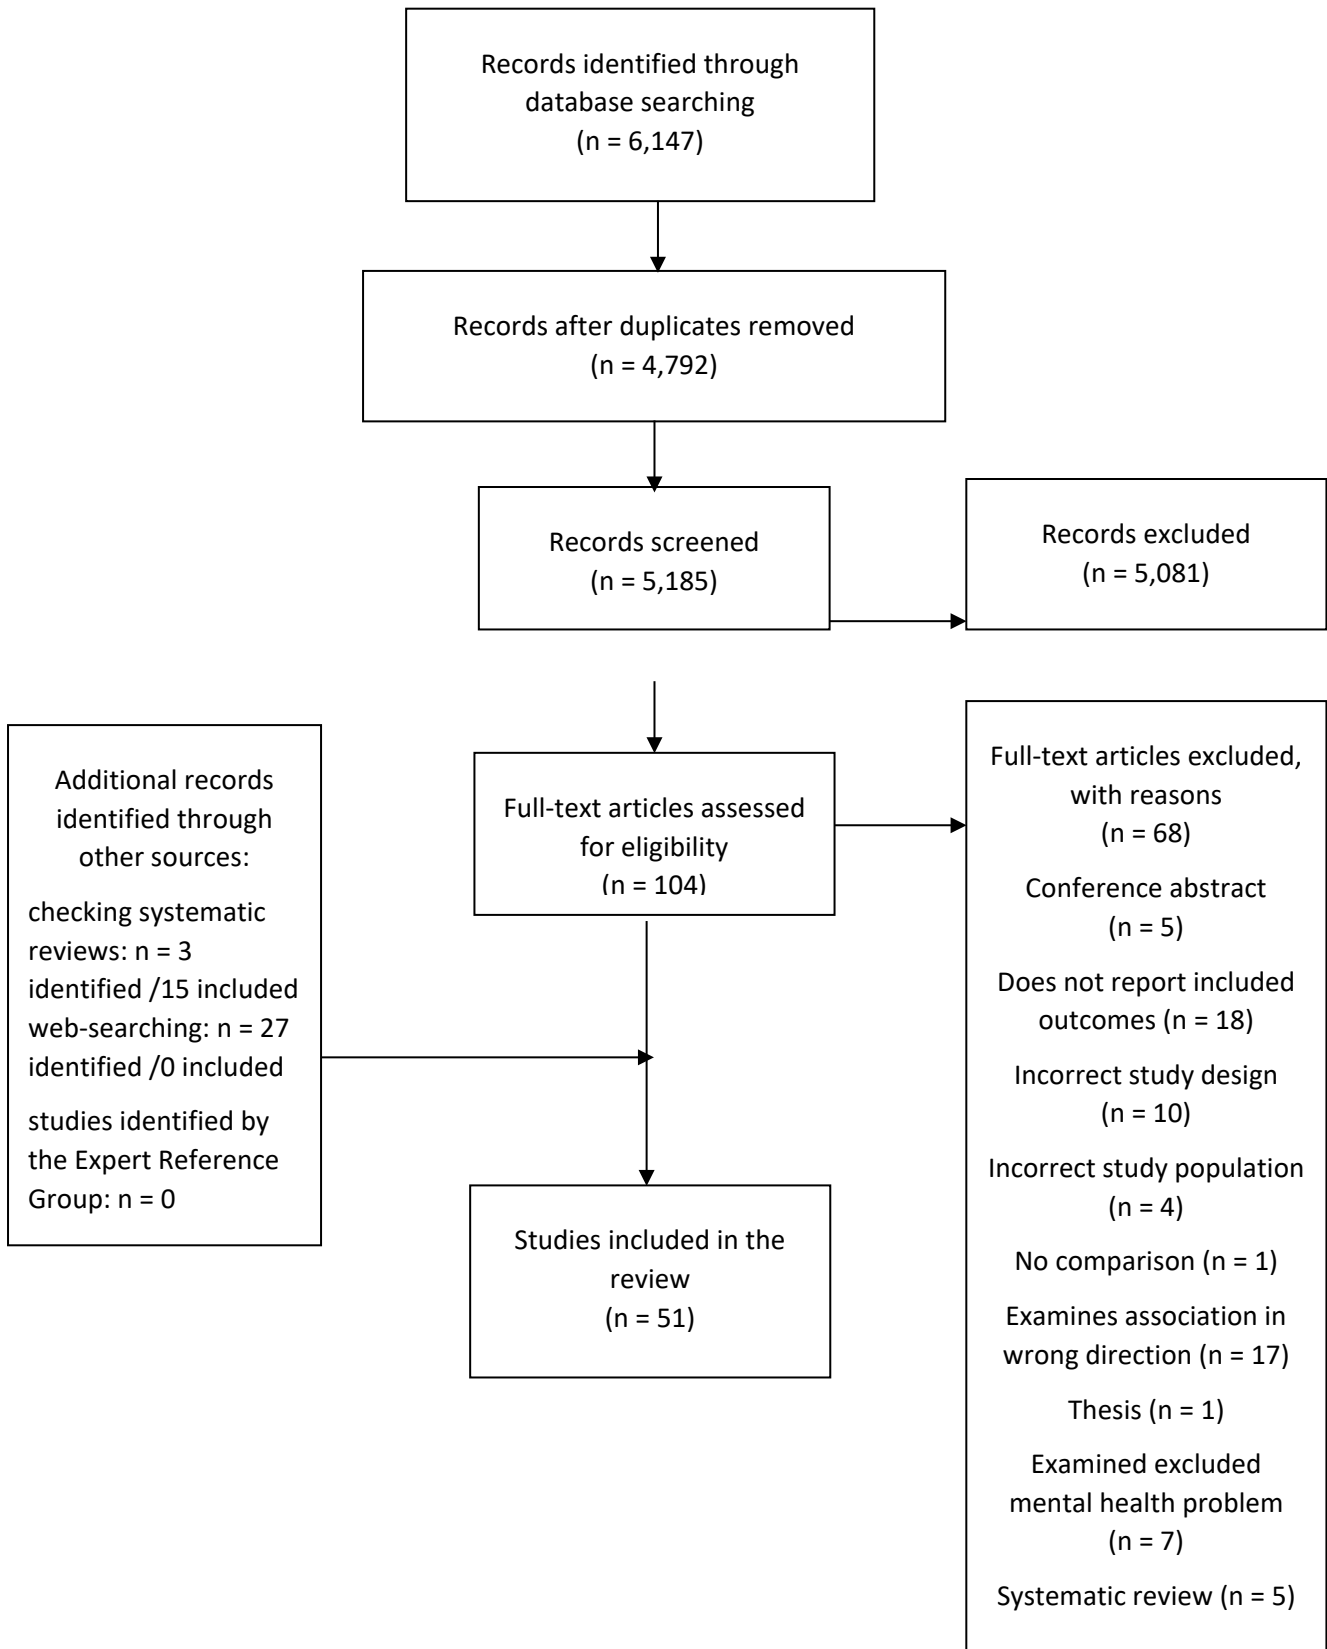 Records identified through
database searching
(n = 6,147)
Records after duplicates removed
(n = 4,792)
Records screened
(n = 5,185)
Records excluded
(n = 5,081)
Additional records
identified through
other sources:
checking systematic
reviews: n = 3
identified /15 included
web-searching: n = 27
identified /0 included
studies identified by
the Expert Reference
Group: n = 0
Full-text articles assessed
for eligibility
(n = 104)
Full-text articles excluded,
with reasons
(n = 68)
Conference abstract
(n = 5)
Does not report included
outcomes (n = 18)
Incorrect study design
(n = 10)
Incorrect study population
(n = 4)
No comparison (n = 1)
Examines association in
wrong direction (n = 17)
Thesis (n = 1)
Examined excluded
mental health problem
(n = 7)
Systematic review (n = 5)
Studies included in the
review
(n = 51)